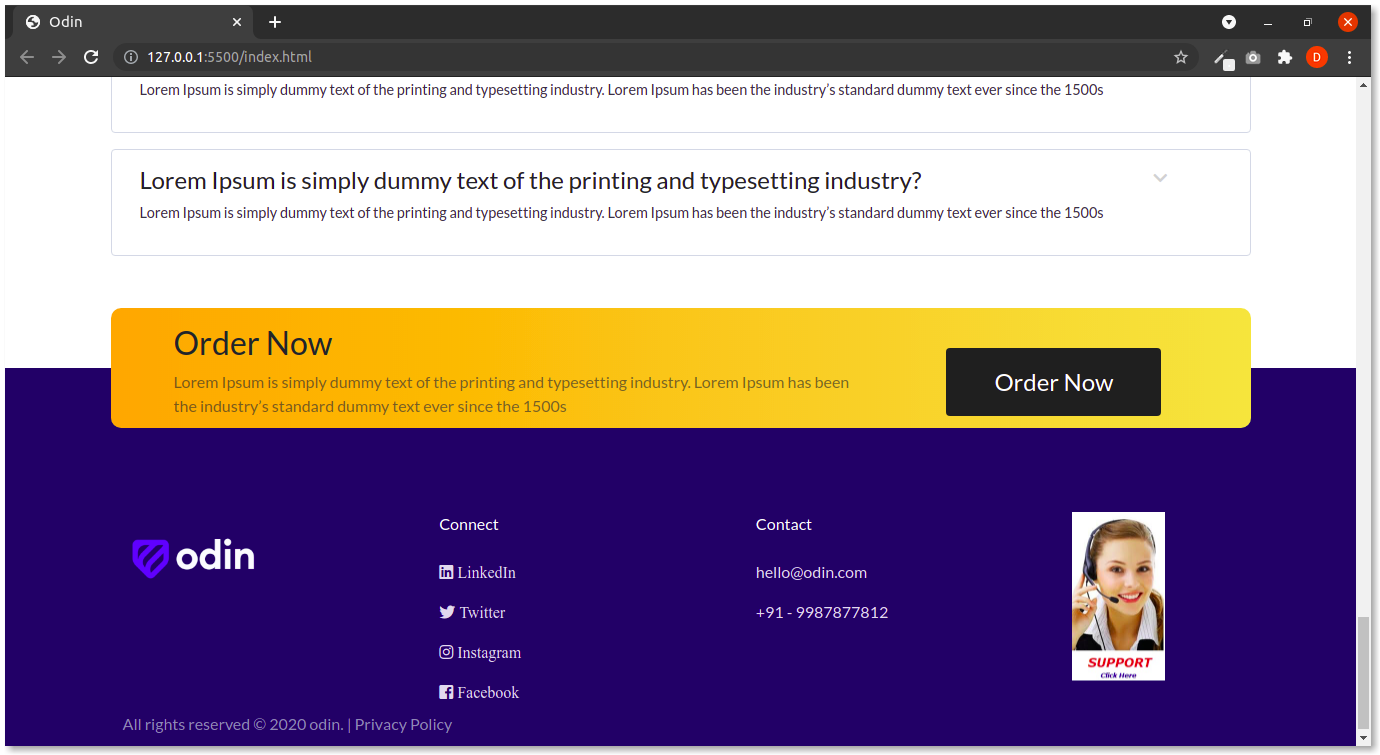 Odin
127.0.0.1:5500/index.html
D
Lorem Ipsum is simply dummy text of the printing and typesetting industry. Lorem Ipsum has been the industry’s standard dummy text ever since the 1500s
Lorem Ipsum is simply dummy text of the printing and typesetting industry?
Lorem Ipsum is simply dummy text of the printing and typesetting industry. Lorem Ipsum has been the industry’s standard dummy text ever since the 1500s
Order Now
Lorem Ipsum is simply dummy text of the printing and typesetting industry. Lorem Ipsum has been
the industry’s standard dummy text ever since the 1500s
Order Now
odin
Connect
LinkedIn
Twitter
Instagram
Facebook
Contact
hello@odin.com
+91 - 9987877812
SUPPORT
Click Here
All rights reserved © 2020 odin. | Privacy Policy